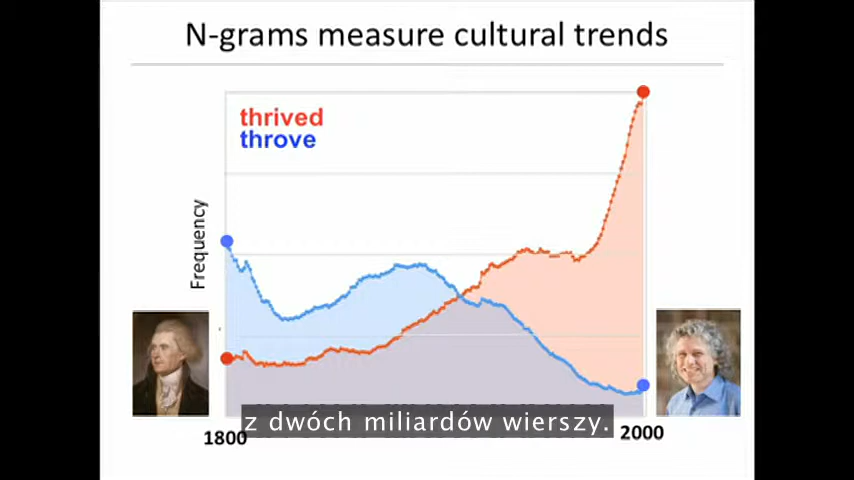 N-grams measure cultural trends
thrived
throve
Frequency
z dwóch miliardów wierszy.
1800
2000